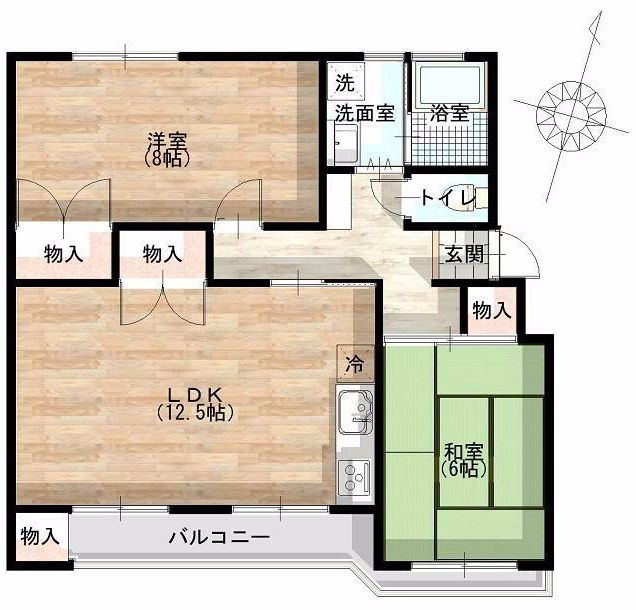 洗
洗面室
浴室
洋室
(8帖)
トイレ
物入
物入
玄関
物入
冷
LDK
(12.5帖)
和室
(6帖)
物入
バルコニー